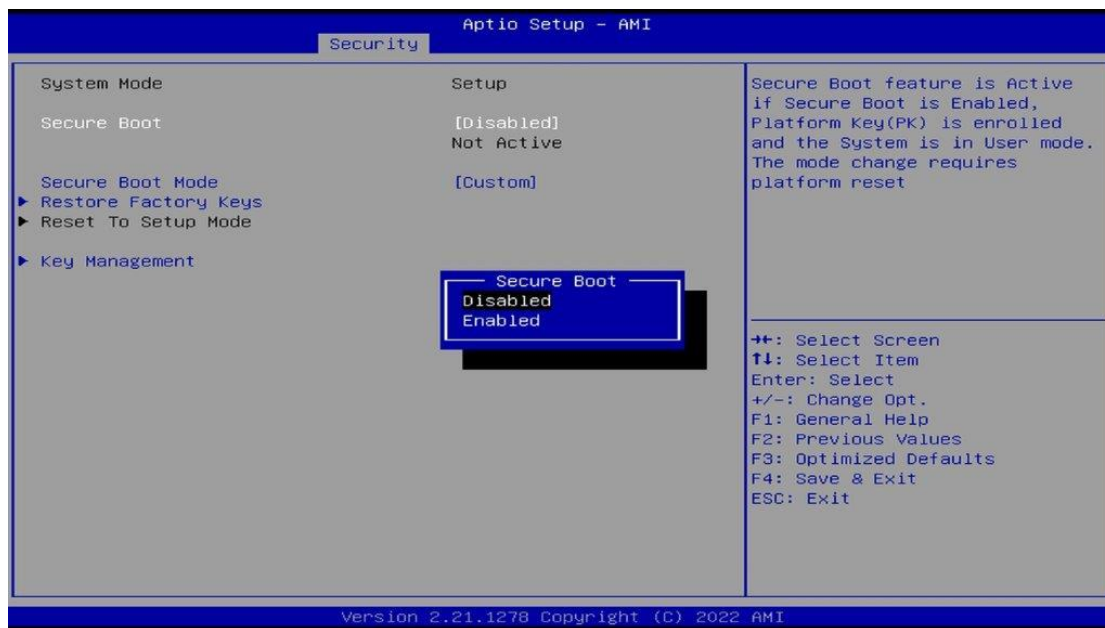 Aptio Setup – AMI
Security
System Mode Setup
Secure Boot [Disabled]
Not Active
Secure Boot Mode [Custom]
▶ Restore Factory Keys
▶ Reset To Setup Mode
▶ Key Management
Secure Boot
Disabled
Enabled
Secure Boot feature is Active
if Secure Boot is Enabled,
Platform Key(PK) is enrolled
and the System is in User mode.
The mode change requires
platform reset
→←: Select Screen
↑↓: Select Item
Enter: Select
+/-: Change Opt.
F1: General Help
F2: Previous Values
F3: Optimized Defaults
F4: Save & Exit
ESC: Exit
Version 2.21.1278 Copyright (C) 2022 AMI